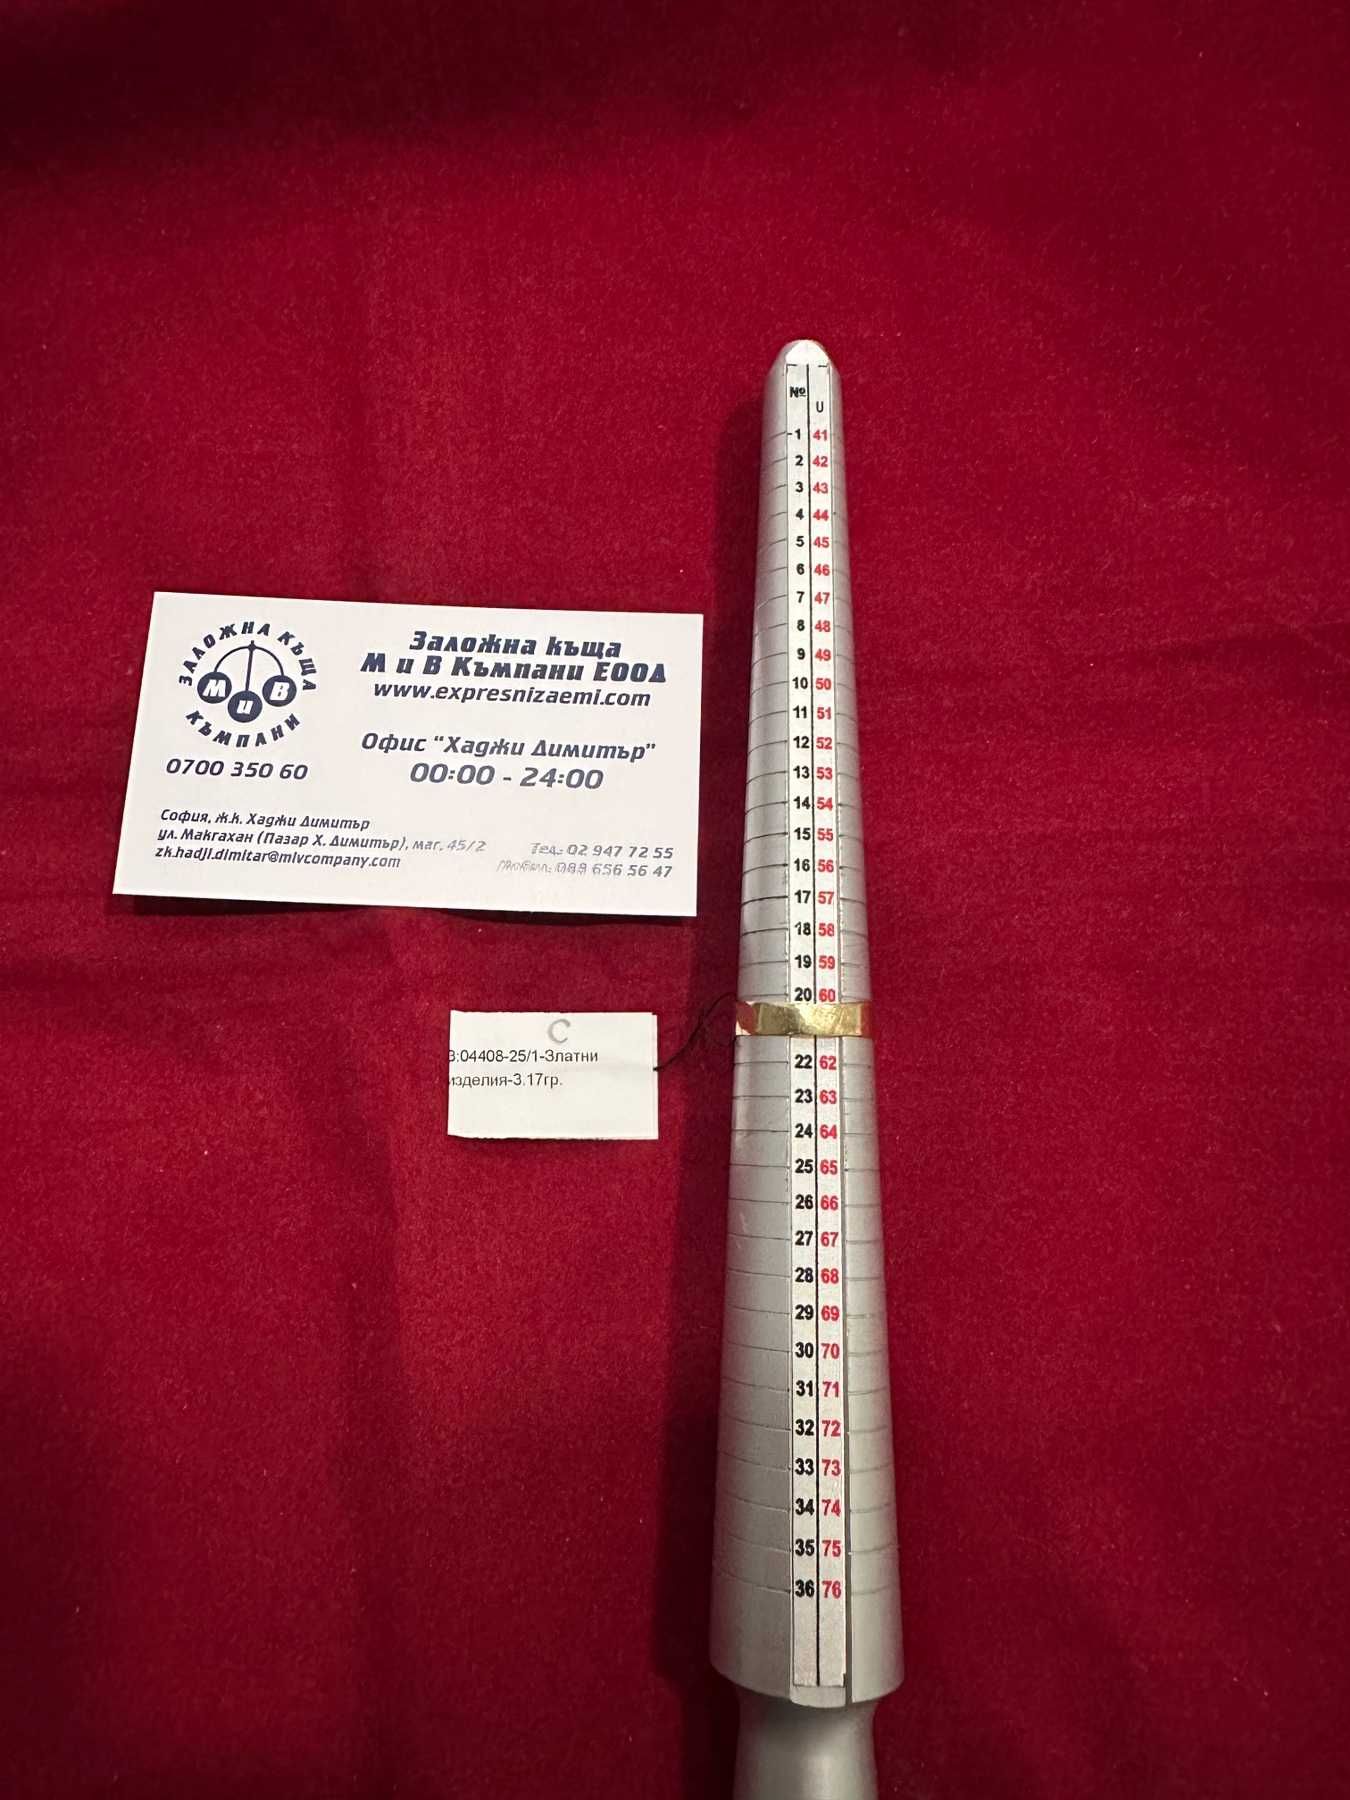 ЗАЛОЖНА КЪЩА
М и В
КЪМПАНИ
0700 350 60
Заложна къща
М и В Къмпани ЕООД
www.expresnizaemi.com
Офис "Хаджи Димитър"
00:00 - 24:00
София, ж.к. Хаджи Димитър
ул. Макгахан (Пазар Х. Димитър), маг. 45/2
zk.hadji.dimitar@mivcompany.com
Тел.: 02 947 72 55
Мобил.: 088 656 56 47
С
З:04408-25/1-Златни
изделия-3.17гр.
№ U
1 41
2 42
3 43
4 44
5 45
6 46
7 47
8 48
9 49
10 50
11 51
12 52
13 53
14 54
15 55
16 56
17 57
18 58
19 59
20 60
22 62
23 63
24 64
25 65
26 66
27 67
28 68
29 69
30 70
31 71
32 72
33 73
34 74
35 75
36 76